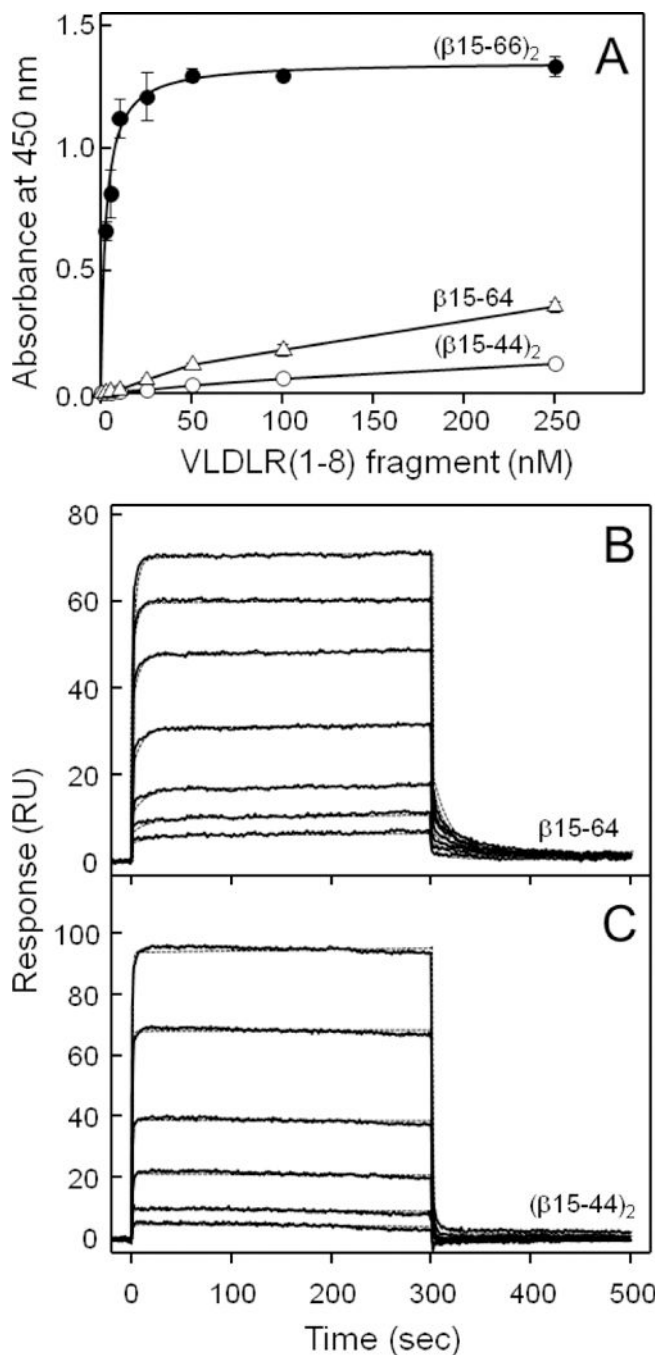 A
Absorbance at 450 nm
1.5
1.0
0.5
0.0
(β15-66)₂
β15-64
(β15-44)₂
0 50 100 150 200 250
VLDLR(1-8) fragment (nM)
B
Response (RU)
80
60
40
20
0
β15-64
C
100
80
60
40
20
0
(β15-44)₂
0 100 200 300 400 500
Time (sec)